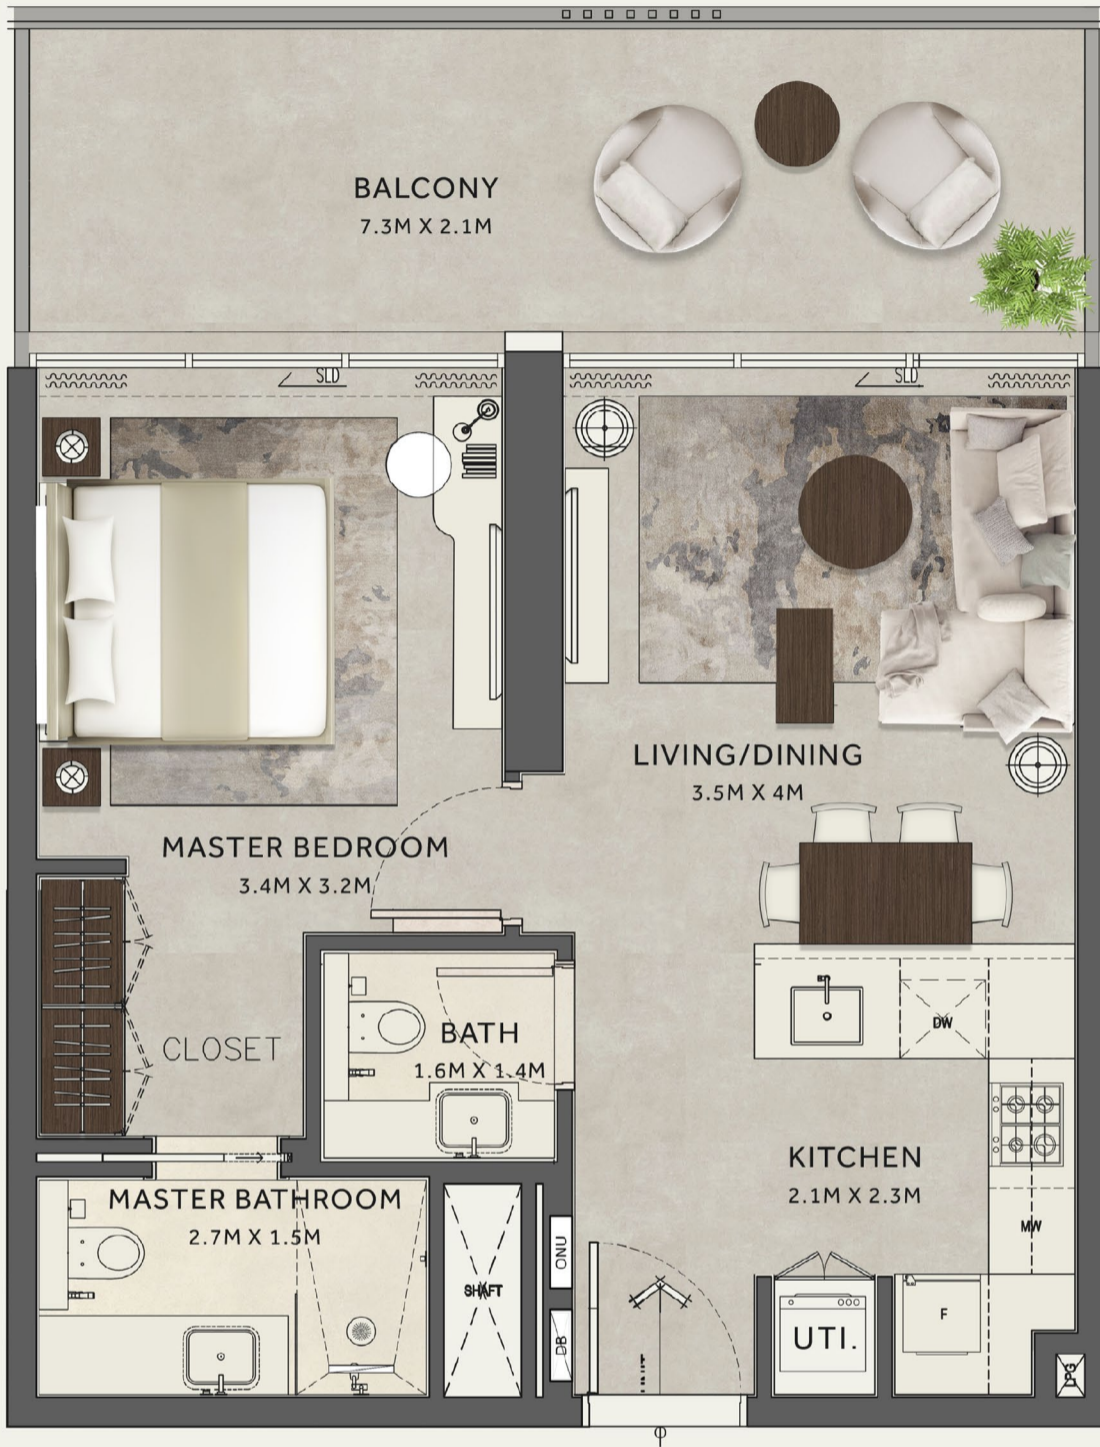 BALCONY
7.3M X 2.1M
SLD
SLD
LIVING/DINING
3.5M X 4M
MASTER BEDROOM
3.4M X 3.2M
CLOSET
BATH
1.6M X 1.4M
DW
KITCHEN
2.1M X 2.3M
MW
MASTER BATHROOM
2.7M X 1.5M
SHAFT
ONU
DB
UTI.
F
LPG